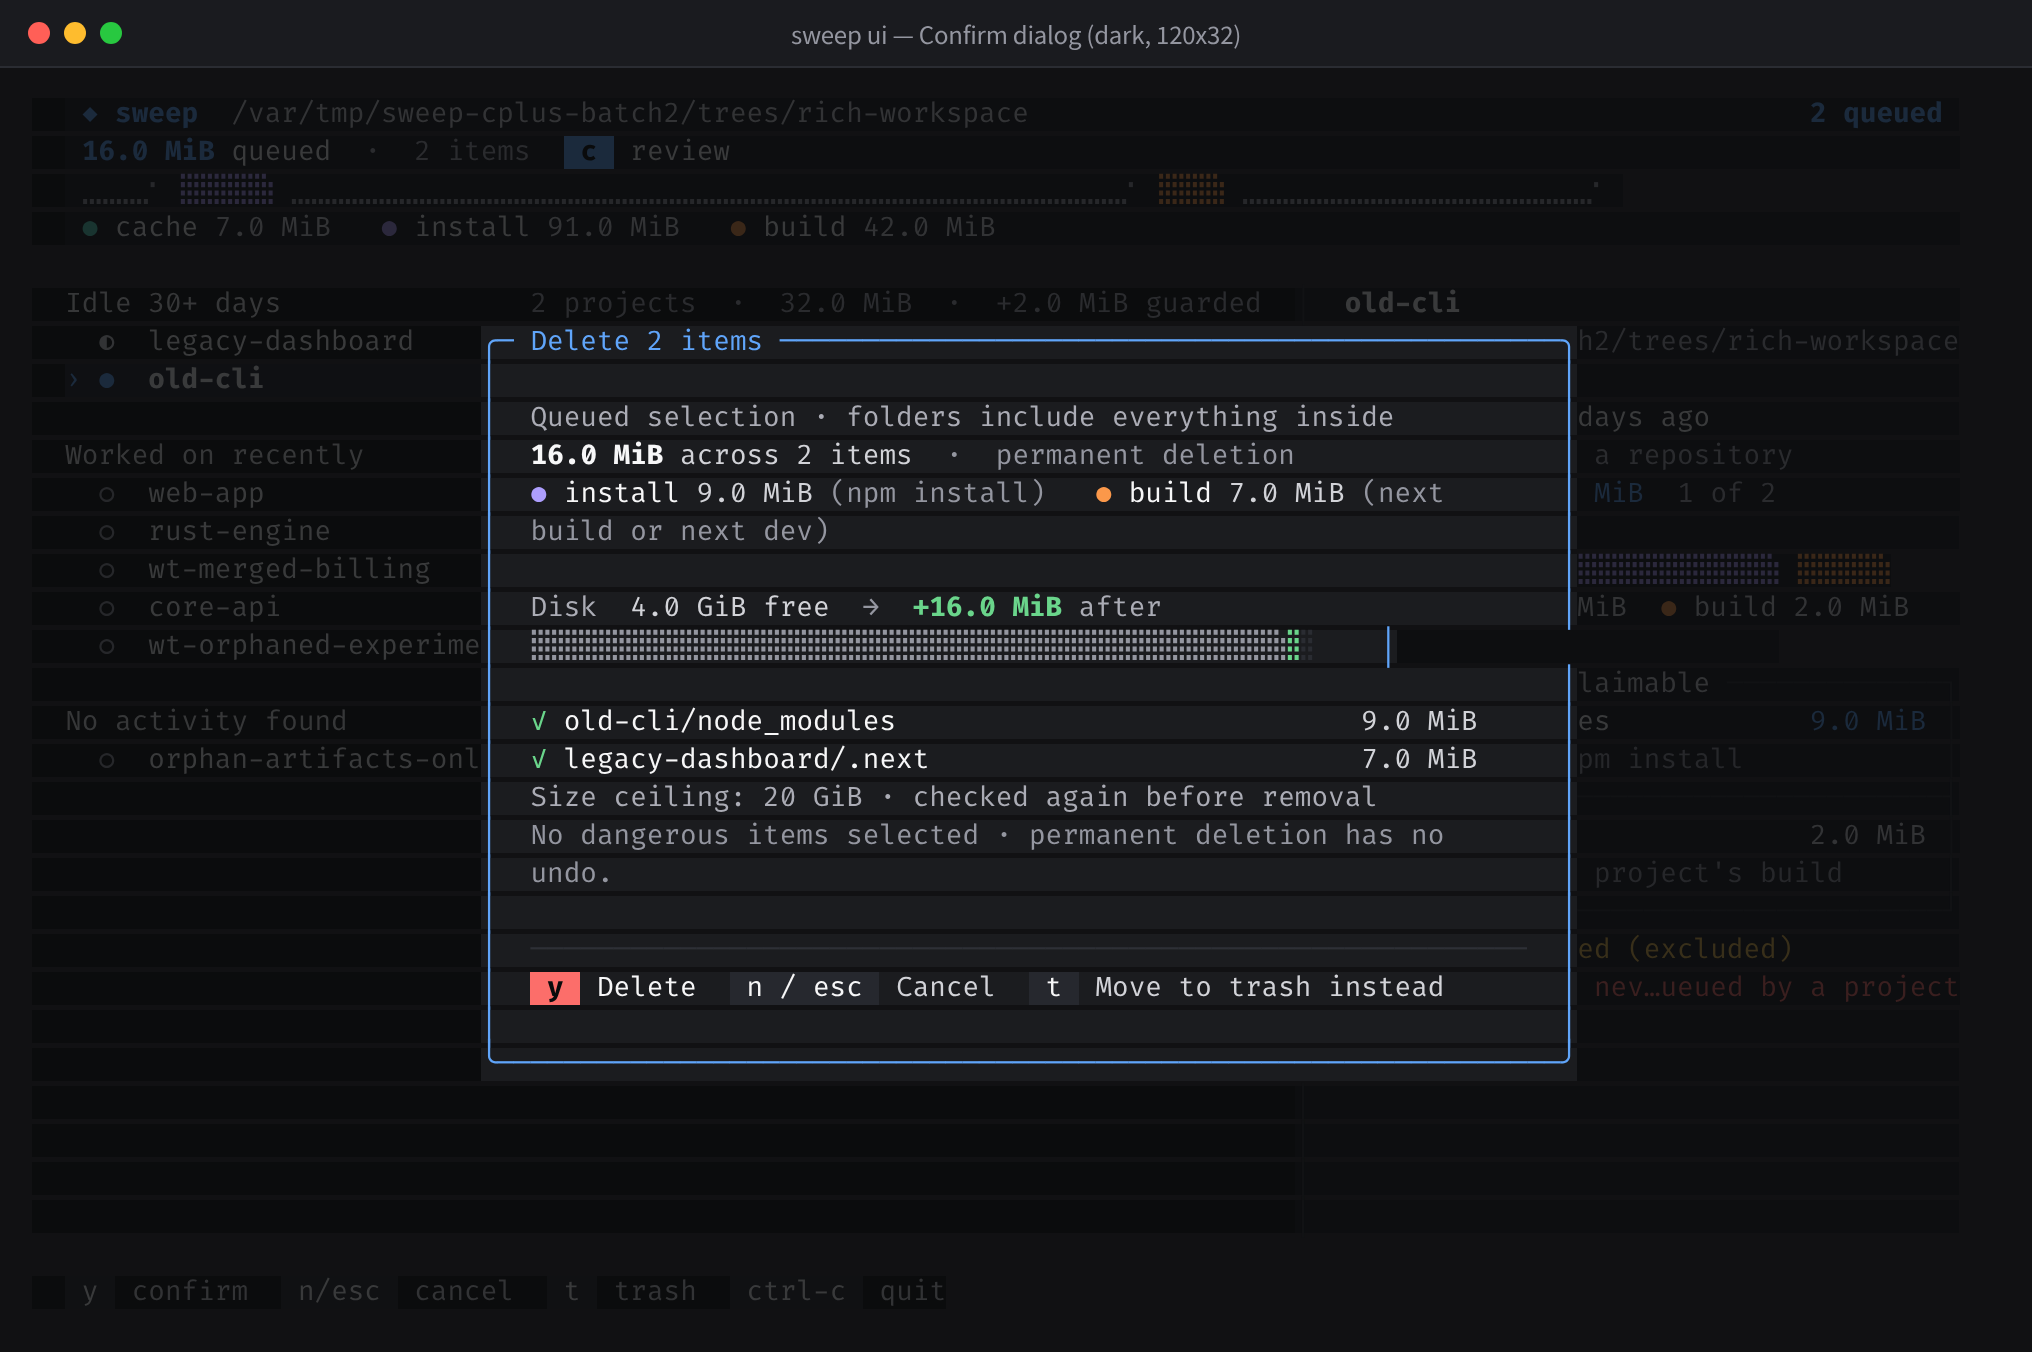 sweep ui — Confirm dialog (dark, 120x32)
◆ sweep /var/tmp/sweep-cplus-batch2/trees/rich-workspace 2 queued
16.0 MiB queued · 2 items c review
● cache 7.0 MiB ● install 91.0 MiB ● build 42.0 MiB
Idle 30+ days 2 projects · 32.0 MiB · +2.0 MiB guarded old-cli
◐ legacy-dashboard
› ● old-cli
Worked on recently
○ web-app
○ rust-engine
○ wt-merged-billing
○ core-api
○ wt-orphaned-experime
No activity found
○ orphan-artifacts-onl
Delete 2 items
Queued selection · folders include everything inside
16.0 MiB across 2 items · permanent deletion
● install 9.0 MiB (npm install) ● build 7.0 MiB (next
build or next dev)
Disk 4.0 GiB free → +16.0 MiB after
√ old-cli/node_modules 9.0 MiB
√ legacy-dashboard/.next 7.0 MiB
Size ceiling: 20 GiB · checked again before removal
No dangerous items selected · permanent deletion has no
undo.
y Delete n / esc Cancel t Move to trash instead
h2/trees/rich-workspace
days ago
a repository
MiB 1 of 2
MiB ● build 2.0 MiB
laimable
es 9.0 MiB
pm install
2.0 MiB
project's build
ed (excluded)
nev…ueued by a project
y confirm n/esc cancel t trash ctrl-c quit